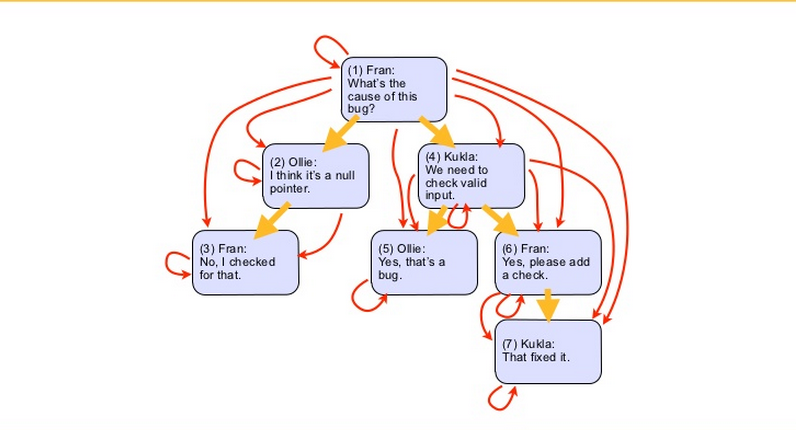 (1) Fran:
What's the
cause of this
bug?
(2) Ollie:
I think it's a null
pointer.
(4) Kukla:
We need to
check valid
input.
(3) Fran:
No, I checked
for that.
(5) Ollie:
Yes, that's a
bug.
(6) Fran:
Yes, please add
a check.
(7) Kukla:
That fixed it.